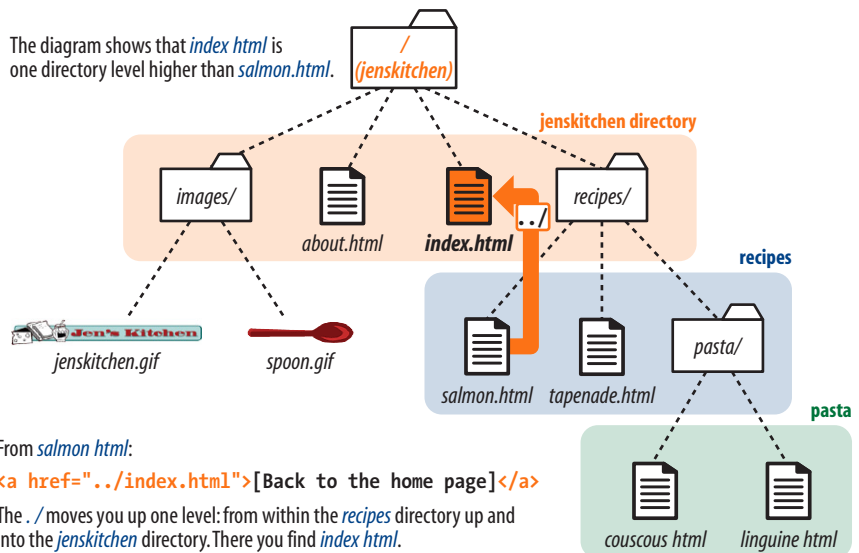 The diagram shows that index html is
one directory level higher than salmon.html.
/
(jenskitchen)
jenskitchen directory
images/
about.html
index.html
../
recipes/
recipes
Jen's Kitchen
jenskitchen.gif
spoon.gif
salmon.html
tapenade.html
pasta/
pasta
couscous html
linguine html
From salmon html:
<a href="../index.html">[Back to the home page]</a>
The . / moves you up one level: from within the recipes directory up and
into the jenskitchen directory. There you find index html.